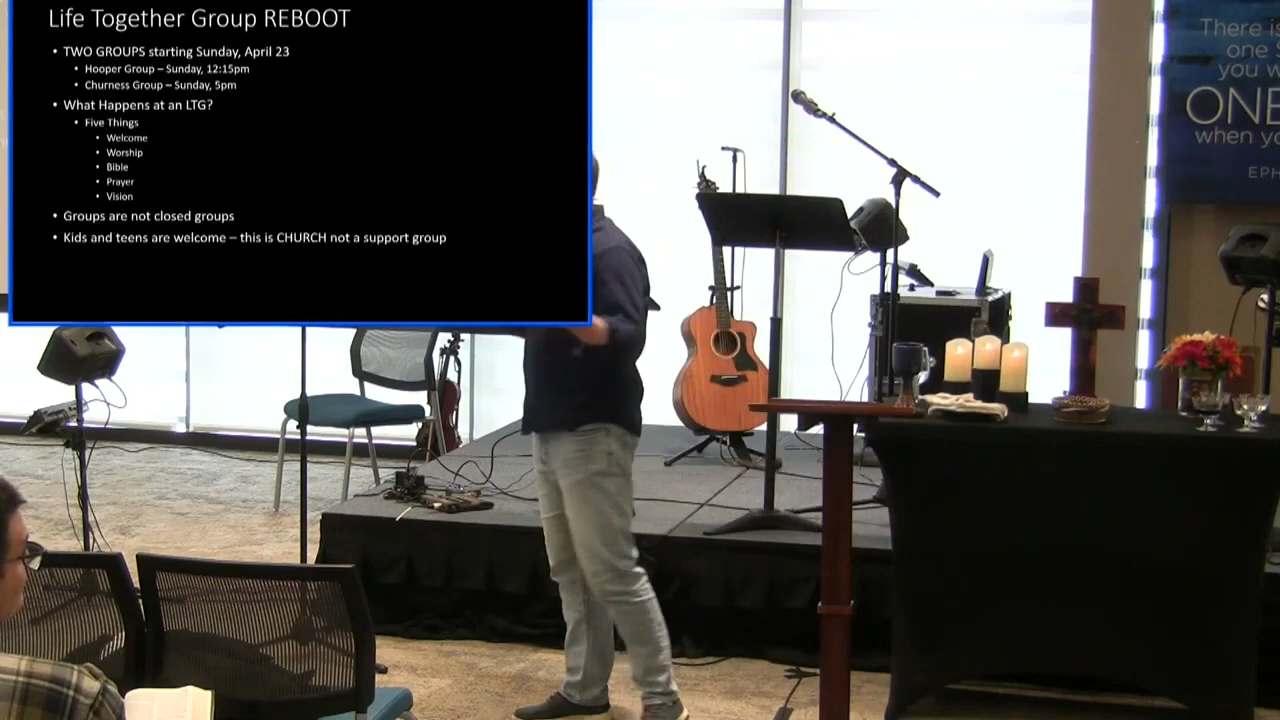 Life Together Group REBOOT
• TWO GROUPS starting Sunday, April 23
• Hooper Group – Sunday, 12:15pm
• Churness Group – Sunday, 5pm
• What Happens at an LTG?
• Five Things
• Welcome
• Worship
• Bible
• Prayer
• Vision
• Groups are not closed groups
• Kids and teens are welcome – this is CHURCH not a support group
There is
one
you w
ONE
when yo
EPH